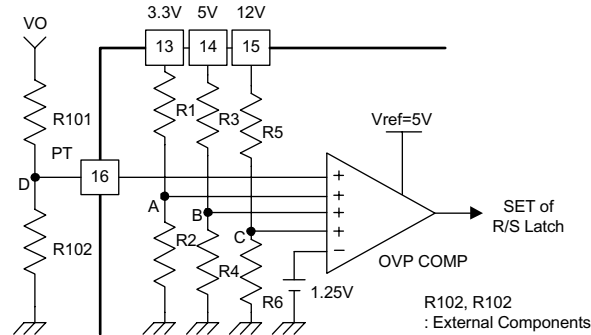 VO
3.3V 5V 12V
13 14 15
R1
R101
R3
R5
Vref=5V
PT
16
D
+
+
+
+
−
A
B
C
SET of
R/S Latch
R102
R2
R4
R6
OVP COMP
1.25V
R102, R102
: External Components